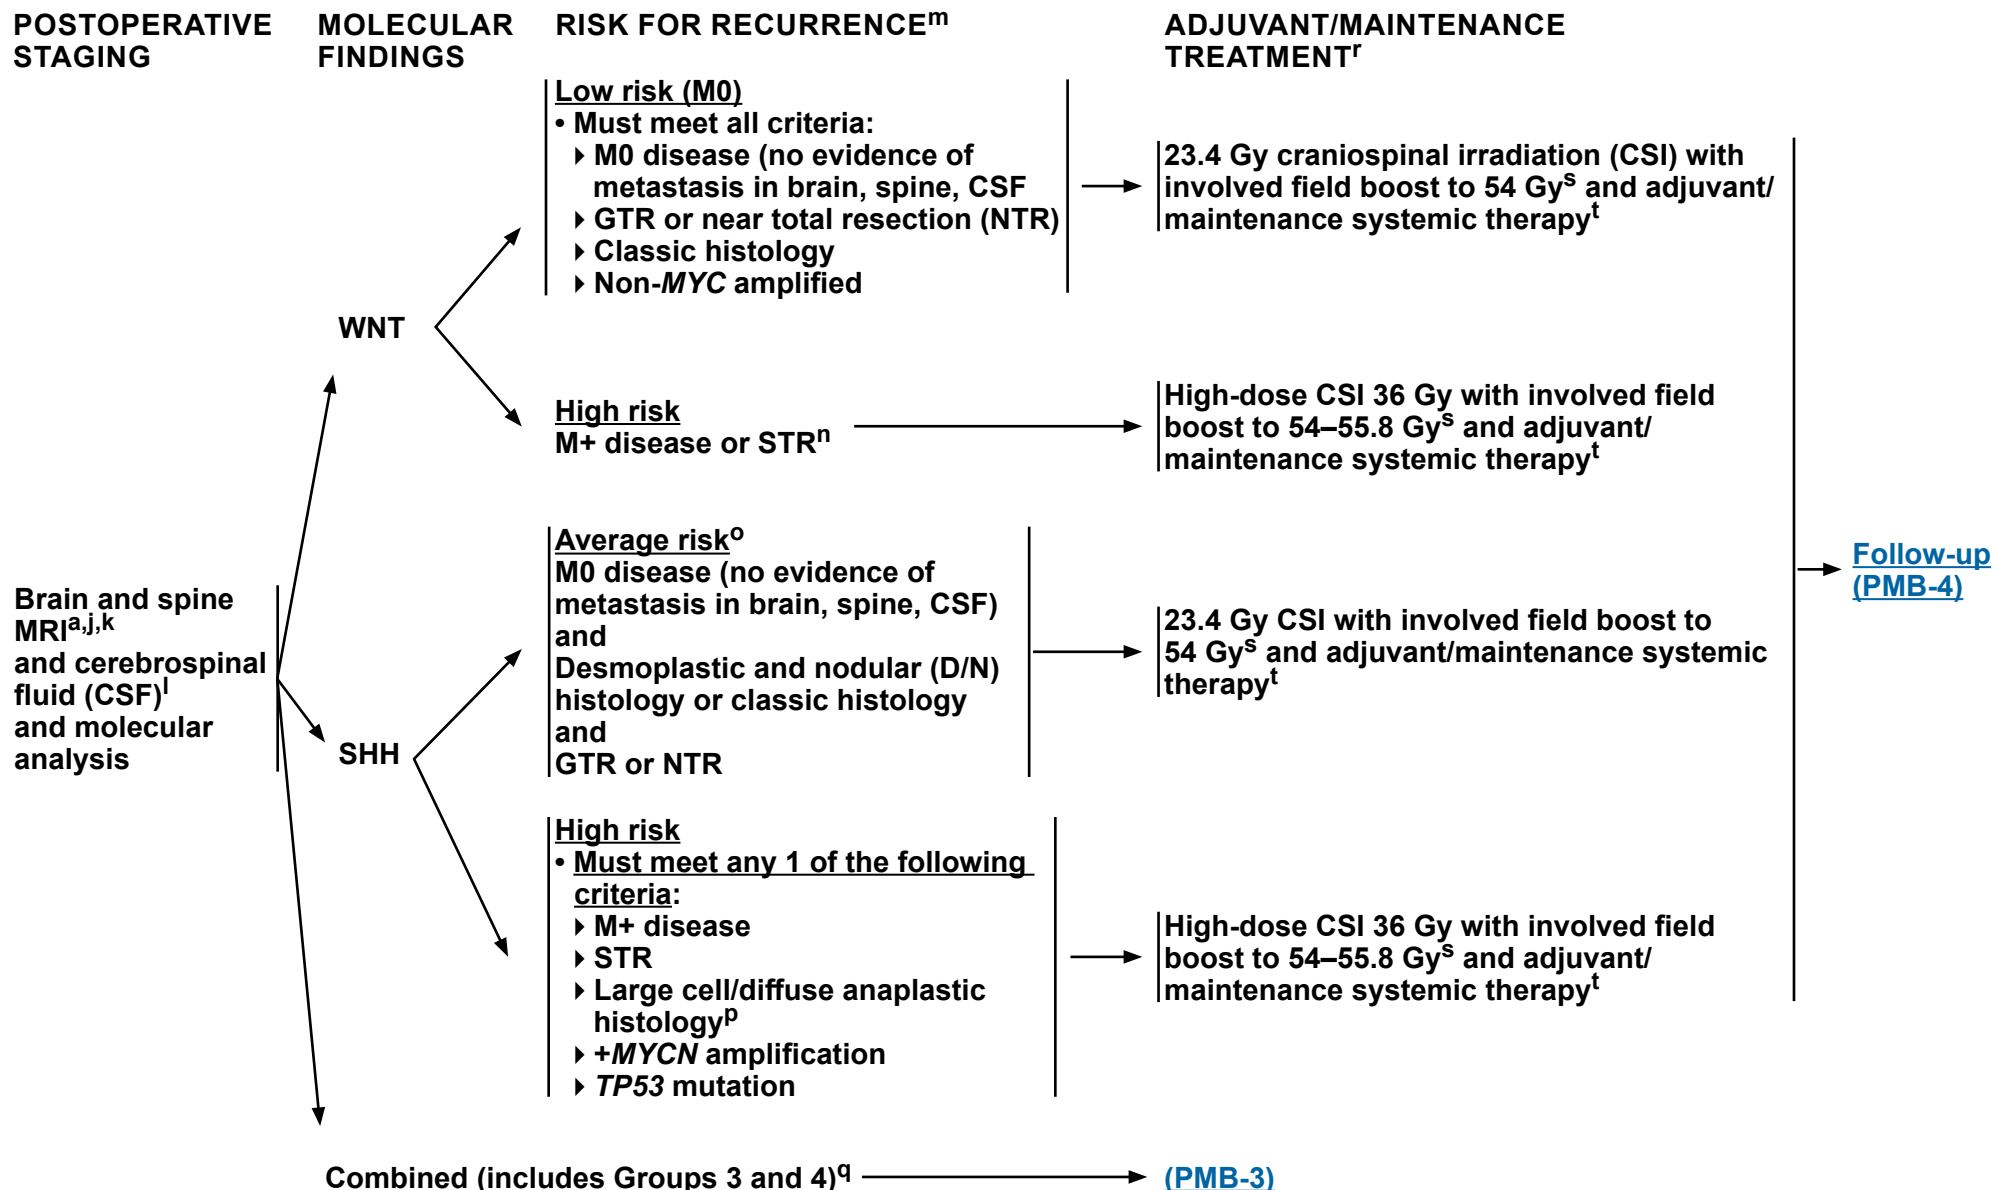 POSTOPERATIVE
STAGING
MOLECULAR
FINDINGS
RISK FOR RECURRENCEᵐ
ADJUVANT/MAINTENANCE
TREATMENTʳ
Brain and spine
MRIᵃ,ʲ,ᵏ
and cerebrospinal
fluid (CSF)ˡ
and molecular
analysis
WNT
Low risk (M0)
• Must meet all criteria:
▸ M0 disease (no evidence of
metastasis in brain, spine, CSF
▸ GTR or near total resection (NTR)
▸ Classic histology
▸ Non-MYC amplified
23.4 Gy craniospinal irradiation (CSI) with
involved field boost to 54 Gyˢ and adjuvant/
maintenance systemic therapyᵗ
High risk
M+ disease or STRⁿ
High-dose CSI 36 Gy with involved field
boost to 54–55.8 Gyˢ and adjuvant/
maintenance systemic therapyᵗ
SHH
Average riskᵒ
M0 disease (no evidence of
metastasis in brain, spine, CSF)
and
Desmoplastic and nodular (D/N)
histology or classic histology
and
GTR or NTR
23.4 Gy CSI with involved field boost to
54 Gyˢ and adjuvant/maintenance systemic
therapyᵗ
High risk
• Must meet any 1 of the following
criteria:
▸ M+ disease
▸ STR
▸ Large cell/diffuse anaplastic
histologyᵖ
▸ +MYCN amplification
▸ TP53 mutation
High-dose CSI 36 Gy with involved field
boost to 54–55.8 Gyˢ and adjuvant/
maintenance systemic therapyᵗ
Follow-up
(PMB-4)
Combined (includes Groups 3 and 4)q
(PMB-3)